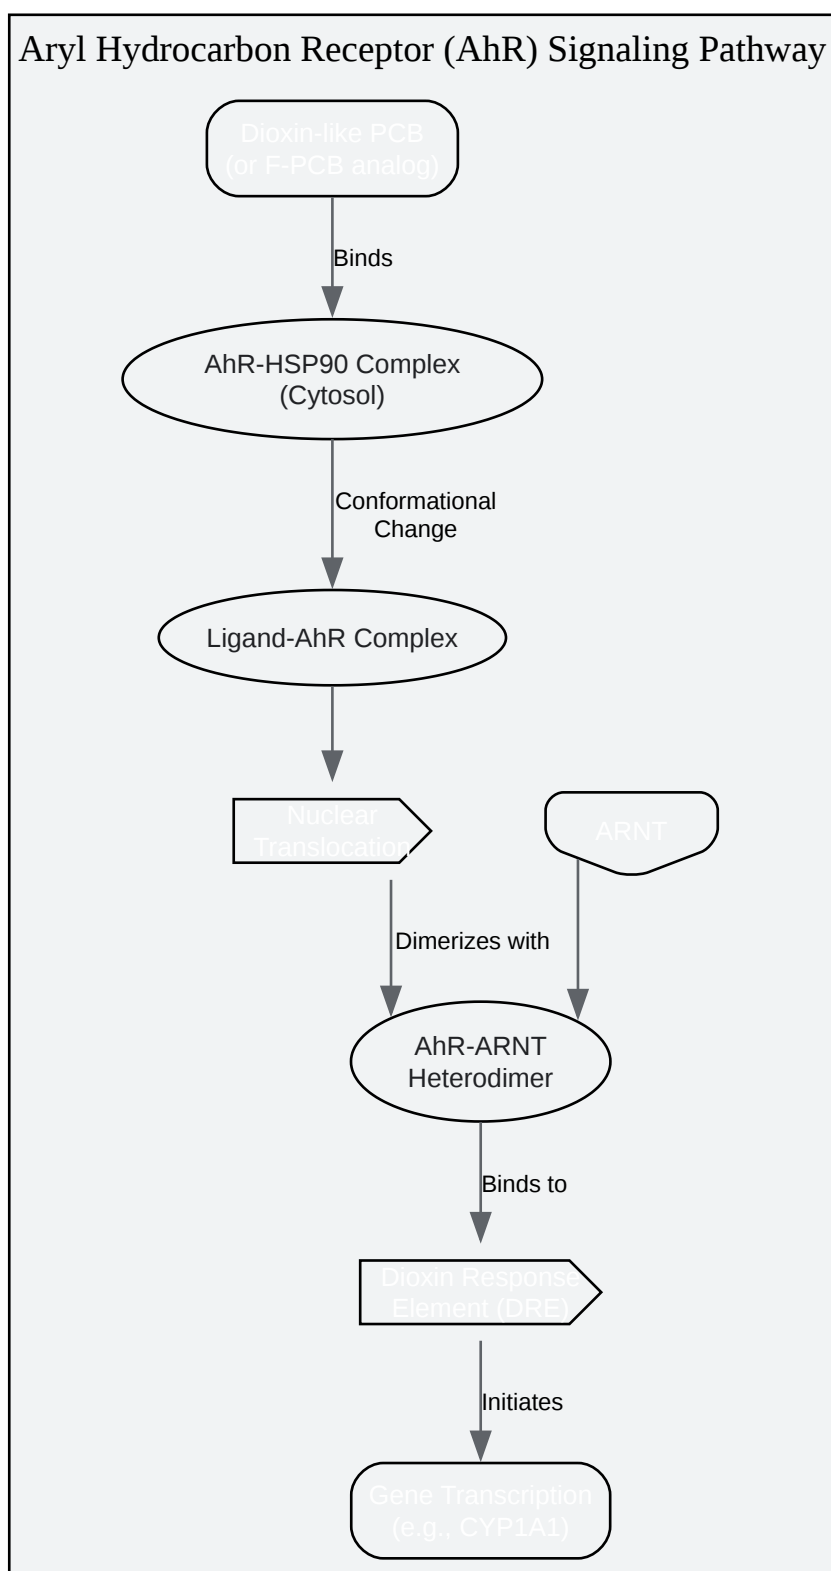 Aryl Hydrocarbon Receptor (AhR) Signaling Pathway
Dioxin-like PCB
(or F-PCB analog)
Binds
AhR-HSP90 Complex
(Cytosol)
Conformational
Change
Ligand-AhR Complex
Nuclear
Translocation
ARNT
Dimerizes with
AhR-ARNT
Heterodimer
Binds to
Dioxin Response
Element (DRE)
Initiates
Gene Transcription
(e.g., CYP1A1)